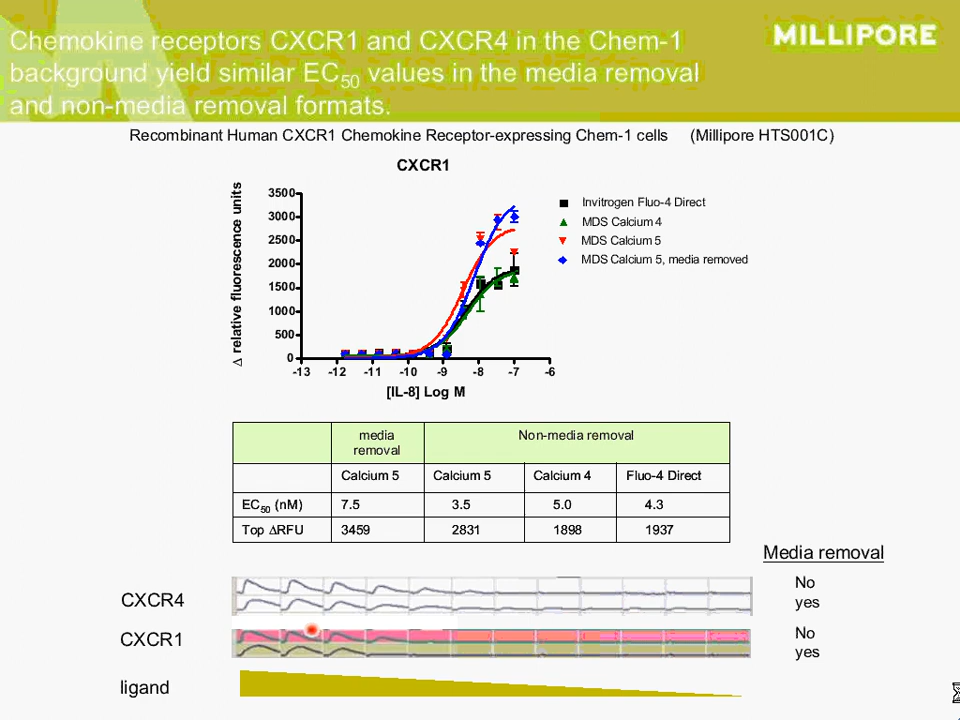 Chemokine receptors CXCR1 and CXCR4 in the Chem-1
background yield similar EC50 values in the media removal
and non-media removal formats.
MILLIPORE
Recombinant Human CXCR1 Chemokine Receptor-expressing Chem-1 cells (Millipore HTS001C)
CXCR1
Δ relative fluorescence units
3500
3000
2500
2000
1500
1000
500
0
-13 -12 -11 -10 -9 -8 -7 -6
[IL-8] Log M
Invitrogen Fluo-4 Direct
MDS Calcium 4
MDS Calcium 5
MDS Calcium 5, media removed
media removal Non-media removal
Calcium 5 Calcium 5 Calcium 4 Fluo-4 Direct
EC50 (nM) 7.5 3.5 5.0 4.3
Top ΔRFU 3459 2831 1898 1937
Media removal
CXCR4
No
yes
CXCR1
No
yes
ligand